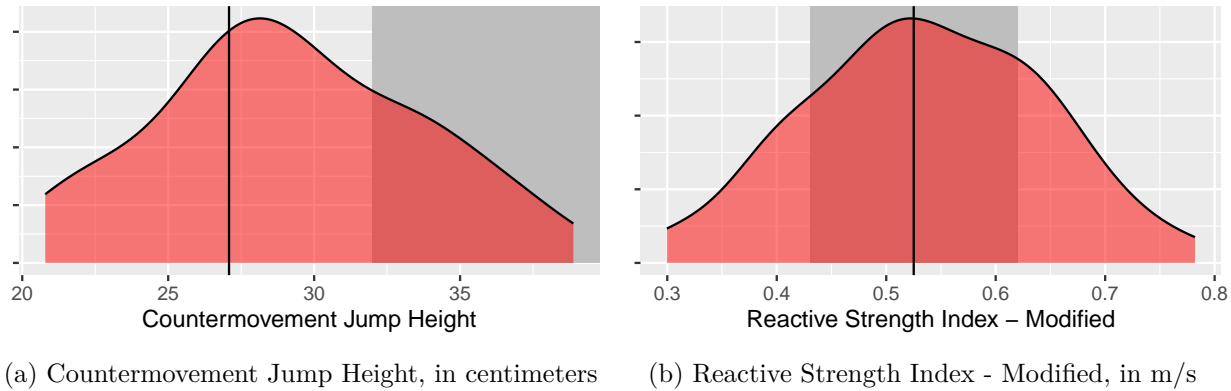 20 25 30 35
Countermovement Jump Height
(a) Countermovement Jump Height, in centimeters
0.3 0.4 0.5 0.6 0.7 0.8
Reactive Strength Index − Modified
(b) Reactive Strength Index - Modified, in m/s